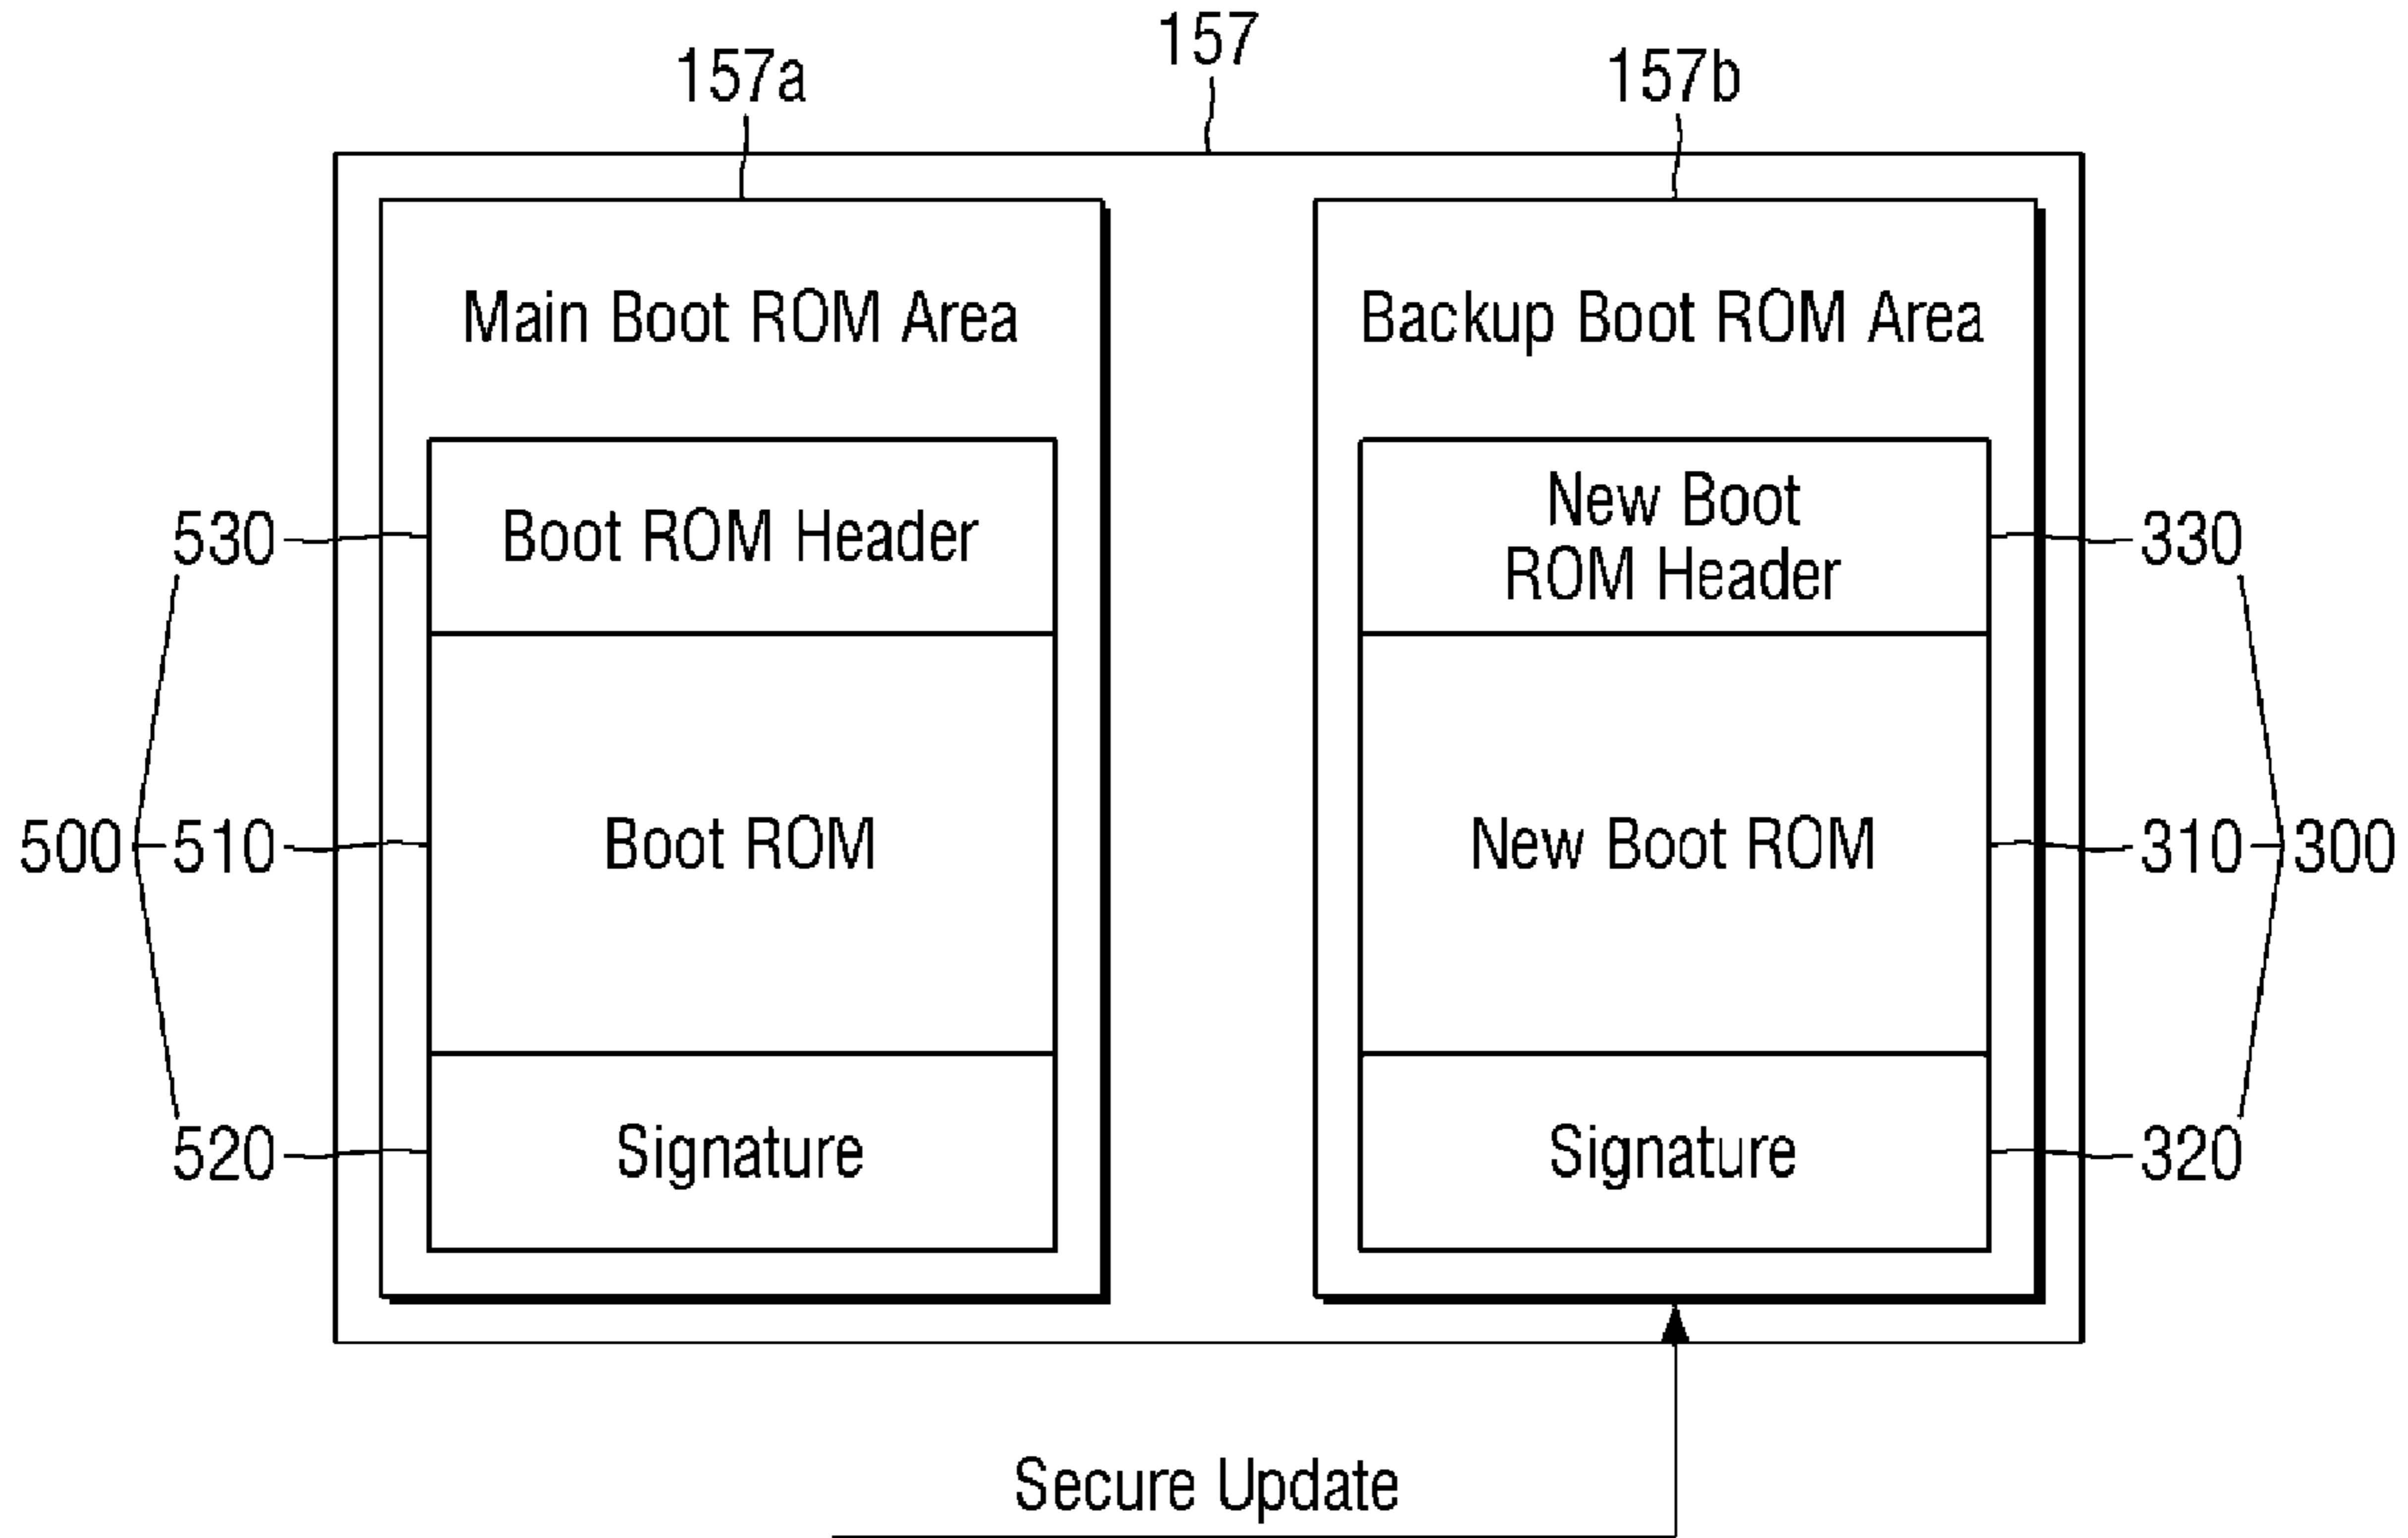 157
157a
157b
Main Boot ROM Area
Backup Boot ROM Area
530
Boot ROM Header
New Boot
ROM Header
330
500
510
Boot ROM
New Boot ROM
310
300
520
Signature
Signature
320
Secure Update